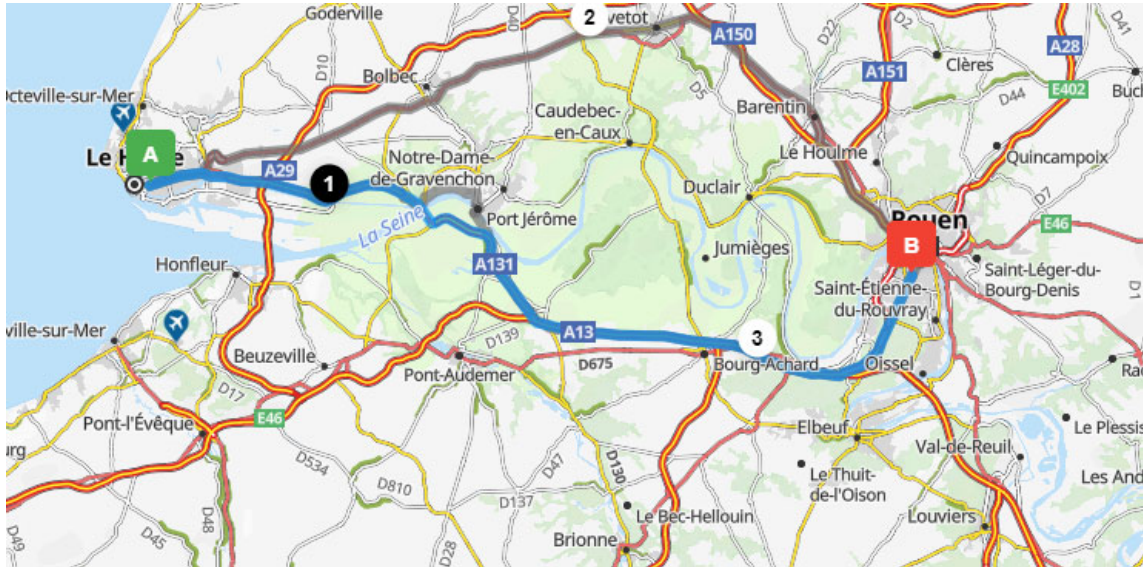 Goderville
D40
2
vetot
A150
D22
D2
D41
A28
A151
Clères
E402
D44
Buch
D10
Bolbec
Octeville-sur-Mer
D5
Barentin
Caudebec-
en-Caux
Le Houlme
Quincampoix
A
Le H
A29
1
Notre-Dame-
de-Gravenchon
Duclair
D7
La Seine
Port Jérôme
Rouen
B
E46
Jumièges
Honfleur
A131
Saint-Léger-du-
Bourg-Denis
D1
Saint-Étienne-
du-Rouvray
ville-sur-Mer
A13
3
D139
Beuzeville
D675
Bourg-Achard
Oissel
Pont-Audemer
Ra
D17
E46
Pont-l'Évêque
Elbeuf
Le Plessis
urg
Val-de-Reuil
D534
D47
D130
Le Thuit-
de-l'Oison
Les And
D810
D137
Le Bec-Hellouin
Louviers
D49
D45
D48
D28
Brionne